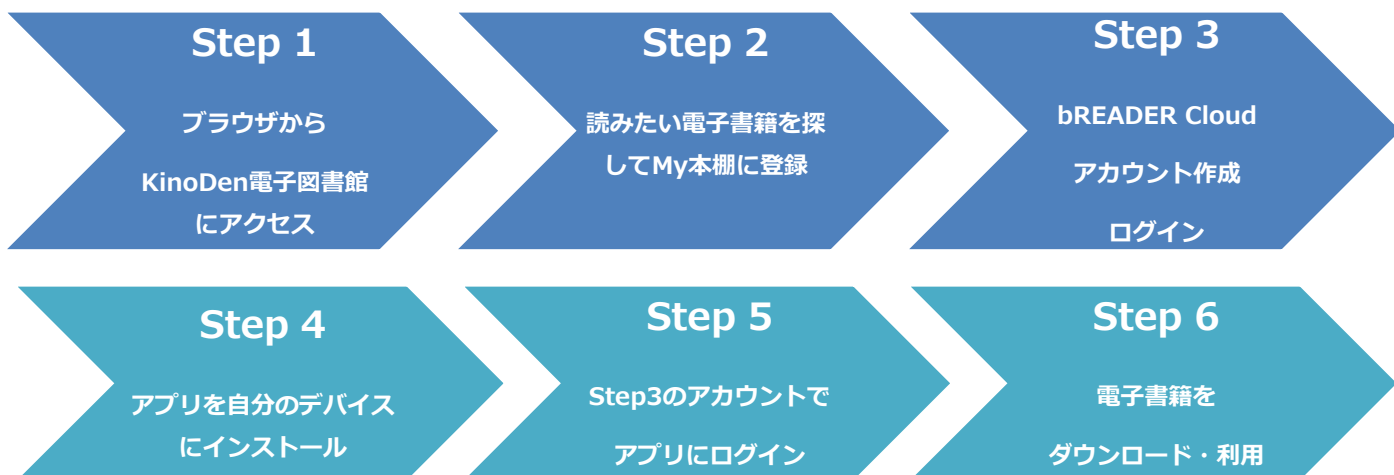 Step 1
ブラウザから
KinoDen電子図書館
にアクセス
Step 2
読みたい電子書籍を探
してMy本棚に登録
Step 3
bREADER Cloud
アカウント作成
ログイン
Step 4
アプリを自分のデバイス
にインストール
Step 5
Step3のアカウントで
アプリにログイン
Step 6
電子書籍を
ダウンロード・利用